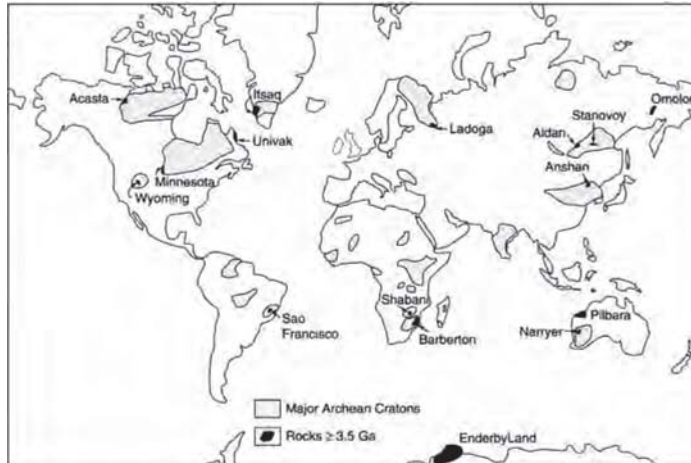 Acasta
Itsaq
Univak
Minnesota
Wyoming
Sao
Francisco
Ladoga
Omolon
Stanovoy
Aldan
Anshan
Shabani
Barberton
Pilbara
Narryer
EnderbyLand
Major Archean Cratons
Rocks ≥ 3.5 Ga